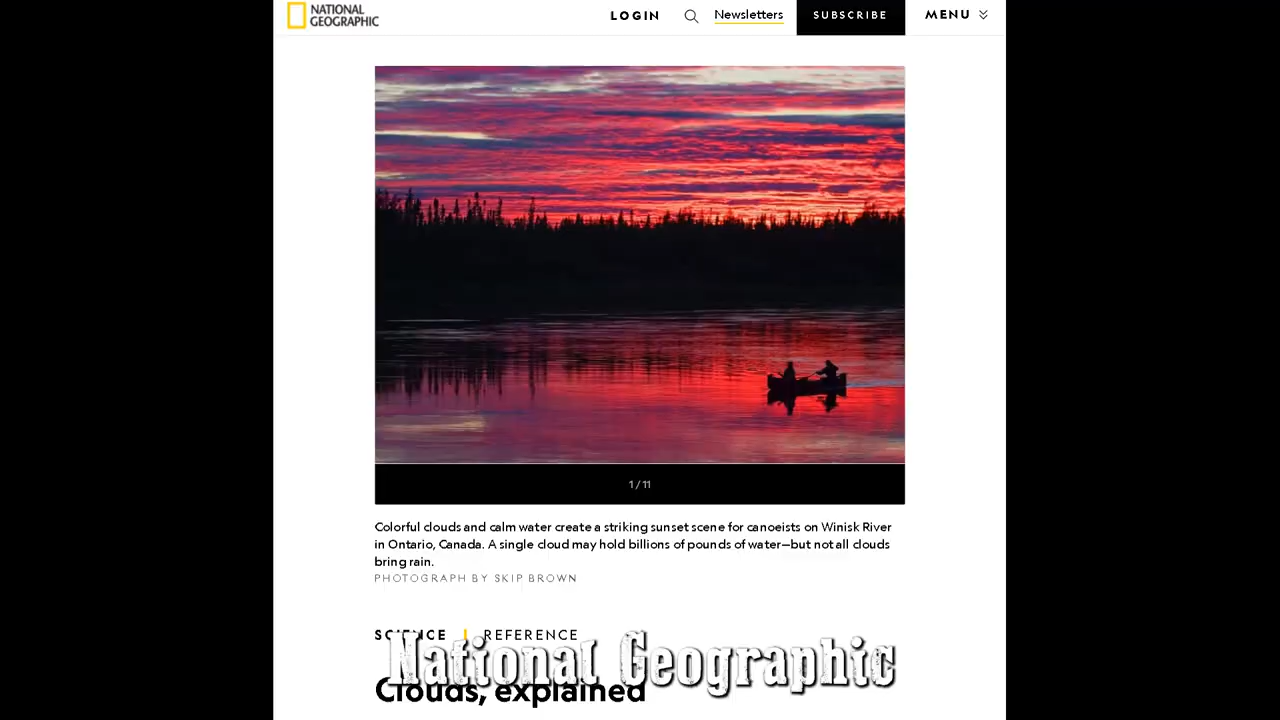 NATIONAL
GEOGRAPHIC
LOGIN
Newsletters
SUBSCRIBE
MENU
1 / 11
Colorful clouds and calm water create a striking sunset scene for canoeists on Winisk River
in Ontario, Canada. A single cloud may hold billions of pounds of water—but not all clouds
bring rain.
PHOTOGRAPH BY SKIP BROWN
SCIENCE | REFERENCE
National Geographic
Clouds, explained